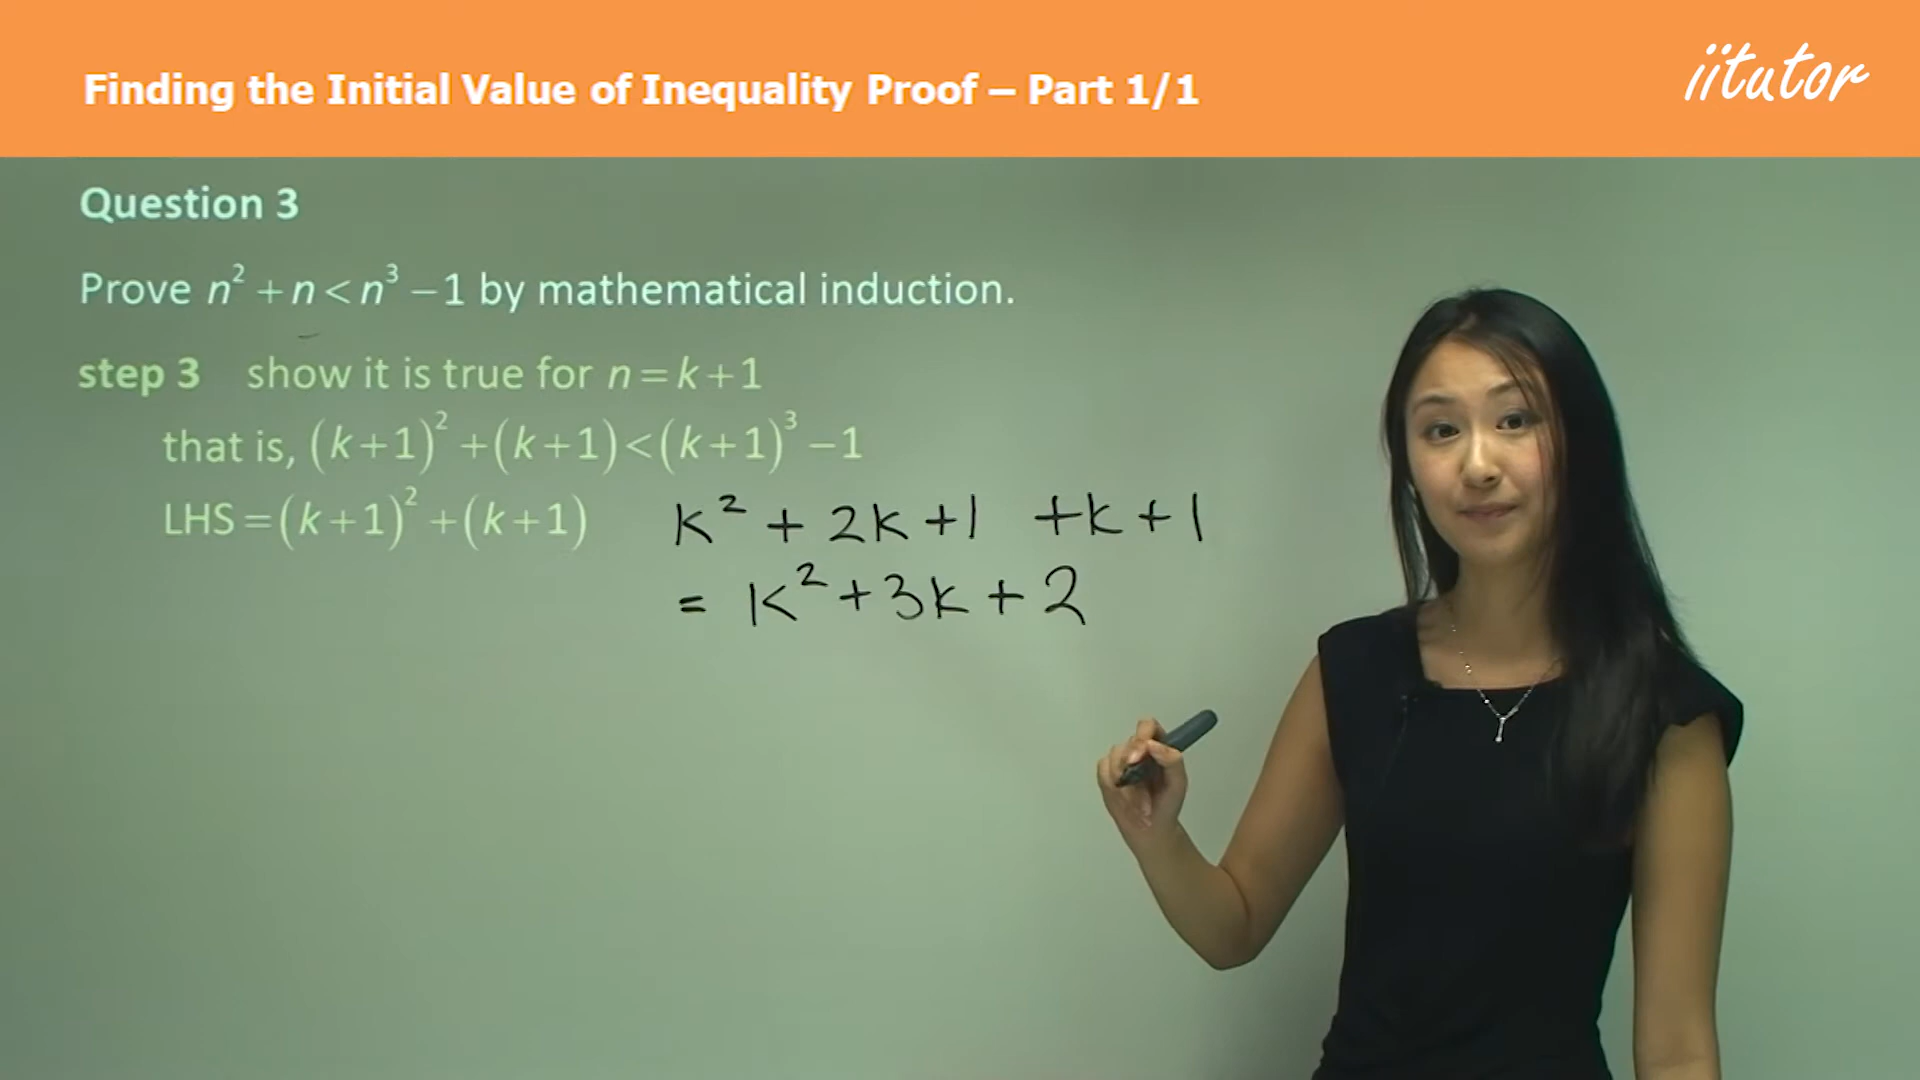 Finding the Initial Value of Inequality Proof – Part 1/1
iitutor
Question 3
Prove n² + n < n³ – 1 by mathematical induction.
step 3 show it is true for n = k + 1
that is, (k + 1)² + (k + 1) < (k + 1)³ – 1
LHS = (k + 1)² + (k + 1) k² + 2k + 1 + k + 1
= k² + 3k + 2